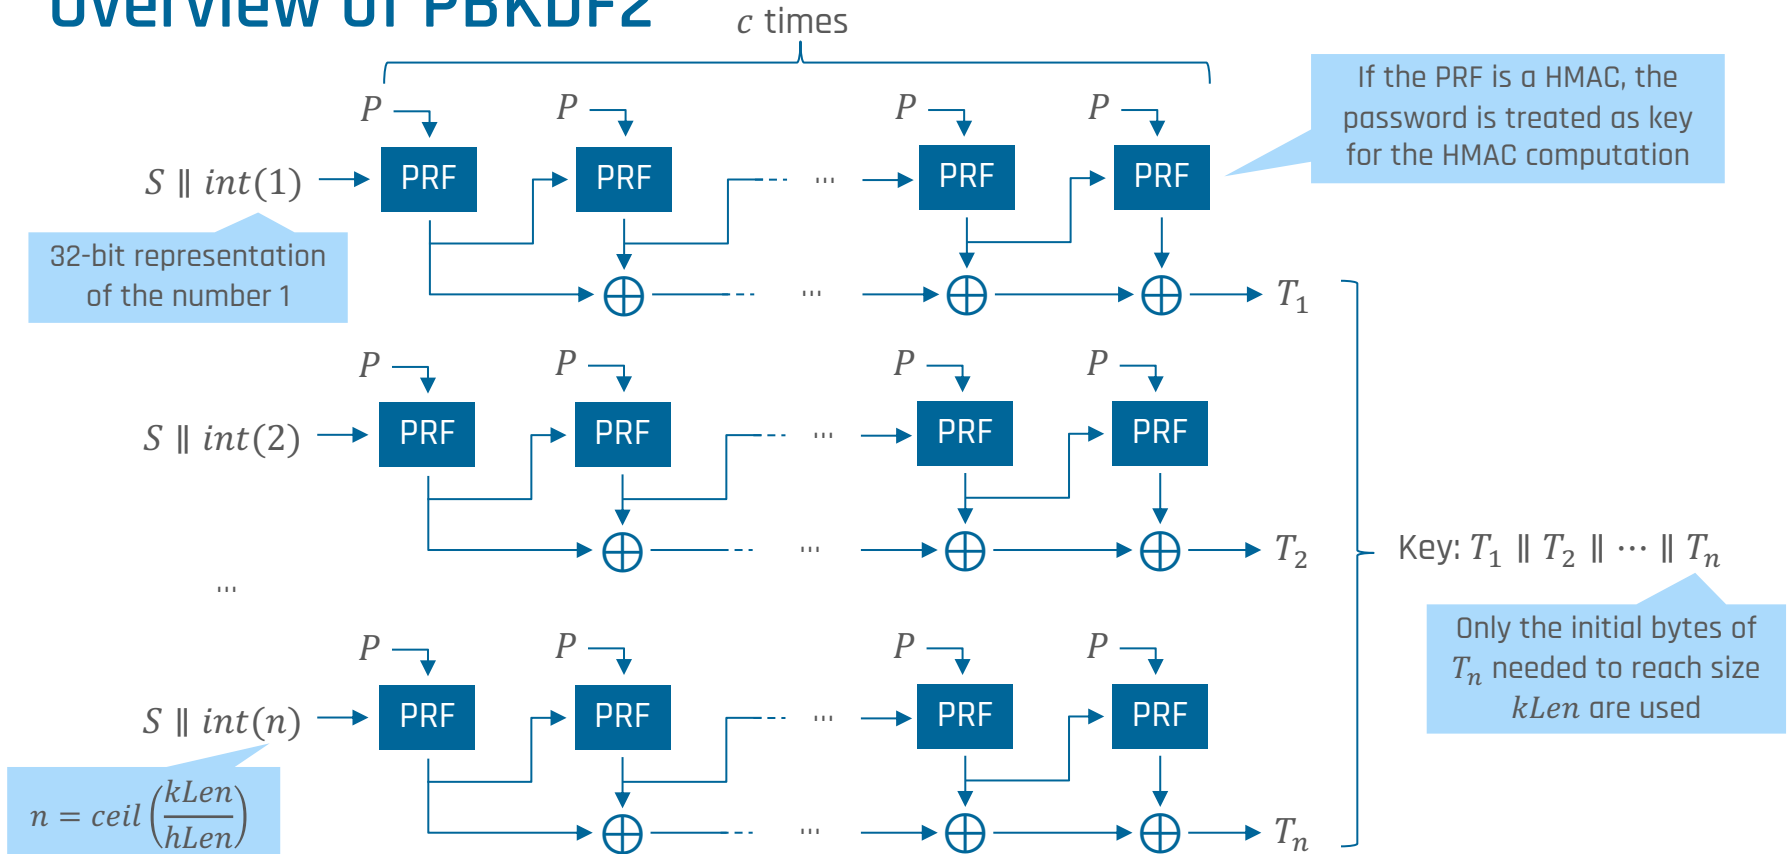 Overview of PBKDF2
c times
If the PRF is a HMAC, the
password is treated as key
for the HMAC computation
P P P P
S ∥ int(1) PRF PRF ... PRF PRF
32-bit representation
of the number 1
... T₁
P P P P
S ∥ int(2) PRF PRF ... PRF PRF
... T₂
Key: T₁ ∥ T₂ ∥ ⋯ ∥ Tₙ
...
Only the initial bytes of
Tₙ needed to reach size
kLen are used
P P P P
S ∥ int(n) PRF PRF ... PRF PRF
n = ceil(kLen/hLen)
... Tₙ